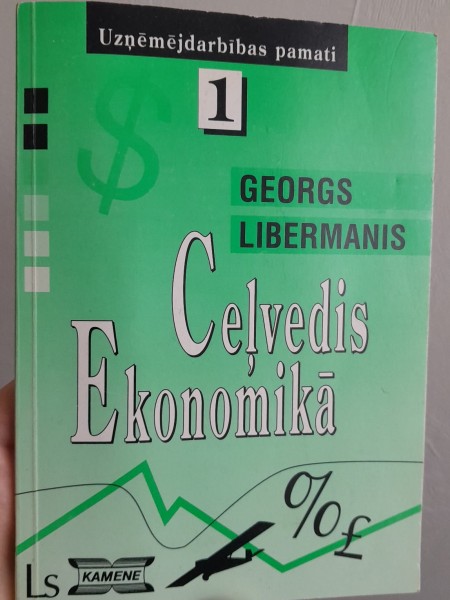 Uzņēmējdarbības pamati
1
$
GEORGS
LIBERMANIS
Ceļvedis
Ekonomikā
%
£
Ls
KAMENE